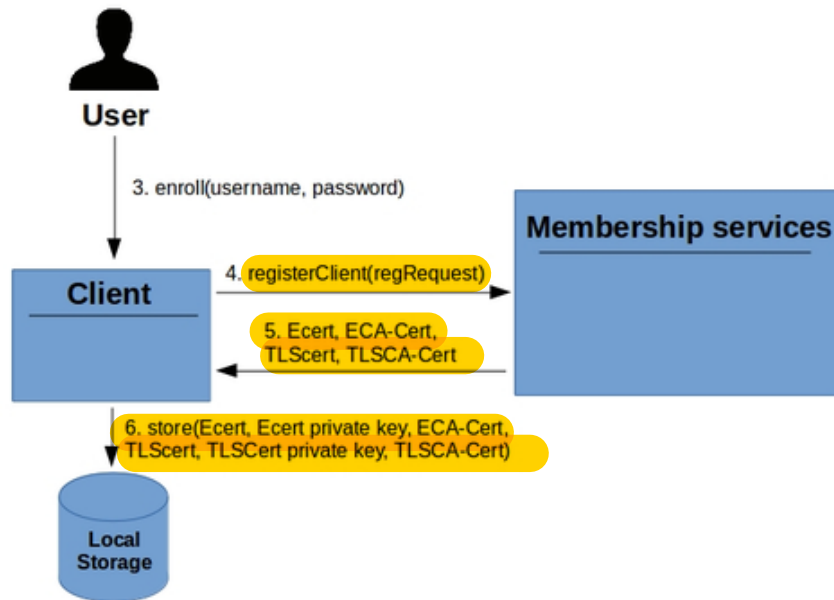 User
3. enroll(username, password)
Membership services
Client
4. registerClient(regRequest)
5. Ecert, ECA-Cert,
TLScert, TLSCA-Cert
6. store(Ecert, Ecert private key, ECA-Cert,
TLScert, TLSCert private key, TLSCA-Cert)
Local
Storage